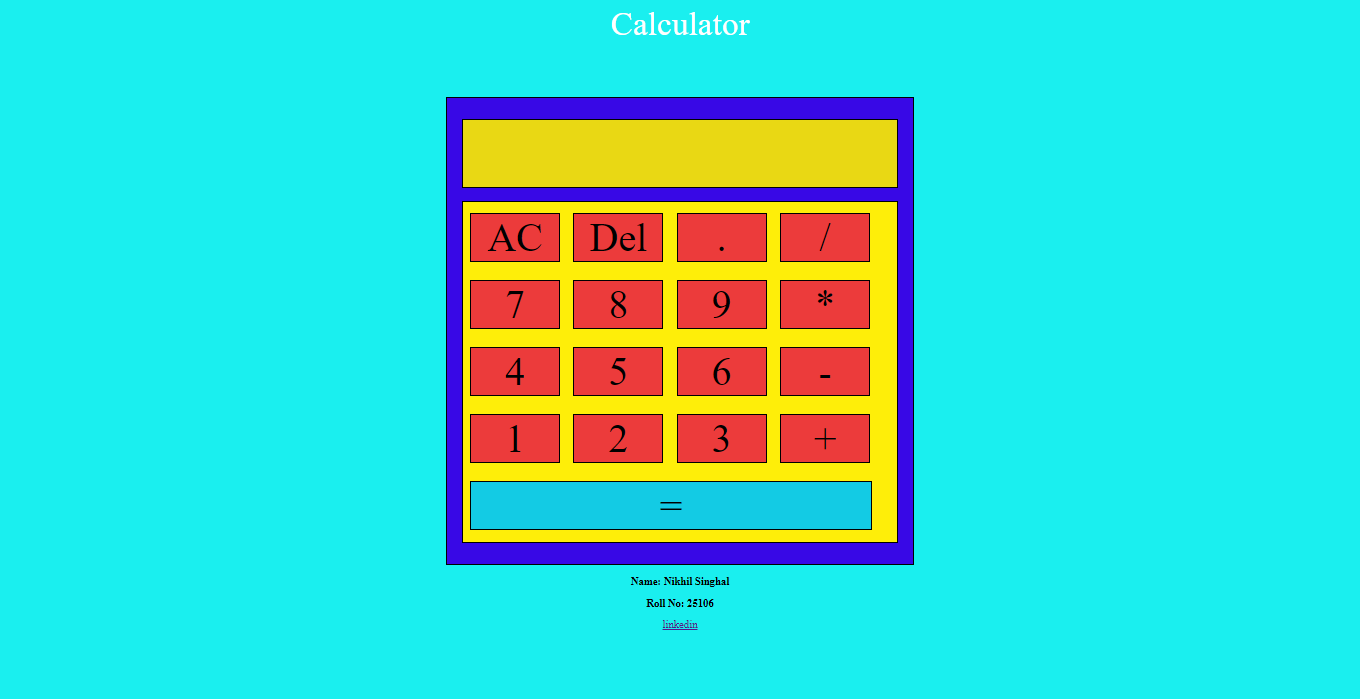 Calculator
AC Del . /
7 8 9 *
4 5 6 -
1 2 3 +
=
Name: Nikhil Singhal
Roll No: 25106
linkedin